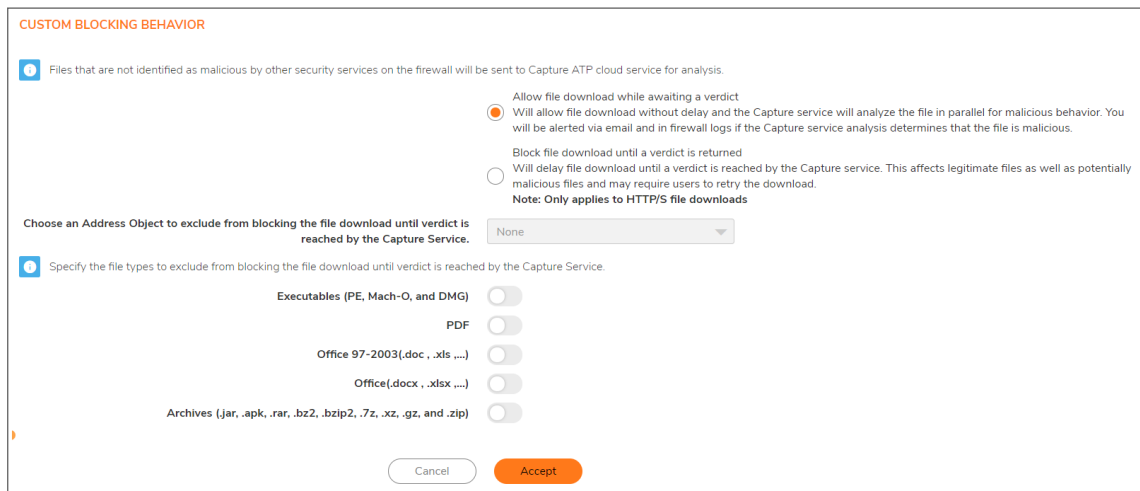 CUSTOM BLOCKING BEHAVIOR
Files that are not identified as malicious by other security services on the firewall will be sent to Capture ATP cloud service for analysis.
Allow file download while awaiting a verdict
Will allow file download without delay and the Capture service will analyze the file in parallel for malicious behavior. You
will be alerted via email and in firewall logs if the Capture service analysis determines that the file is malicious.
Block file download until a verdict is returned
Will delay file download until a verdict is reached by the Capture service. This affects legitimate files as well as potentially
malicious files and may require users to retry the download.
Note: Only applies to HTTP/S file downloads
Choose an Address Object to exclude from blocking the file download until verdict is
reached by the Capture Service.
None
Specify the file types to exclude from blocking the file download until verdict is reached by the Capture Service.
Executables (PE, Mach-O, and DMG)
PDF
Office 97-2003(.doc , .xls ,...)
Office(.docx , .xlsx ,...)
Archives (.jar, .apk, .rar, .bz2, .bzip2, .7z, .xz, .gz, and .zip)
Cancel
Accept